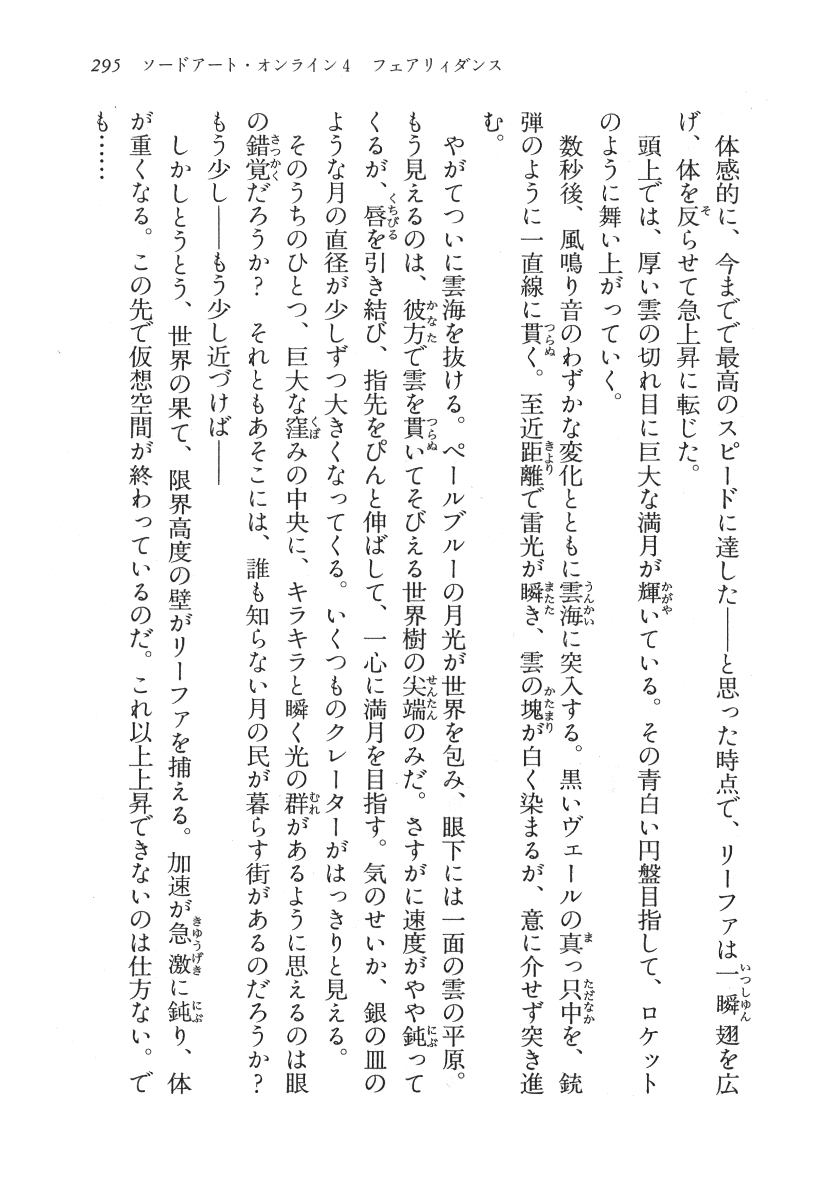 295　ソードアート・オンライン4　フェアリィダンス
　体感的に、今までで最高のスピードに達した――と思った時点で、リーファは一瞬翅を広
げ、体を反らせて急上昇に転じた。
　頭上では、厚い雲の切れ目に巨大な満月が輝いている。その青白い円盤目指して、ロケット
のように舞い上がっていく。
　数秒後、風鳴り音のわずかな変化とともに雲海に突入する。黒いヴェールの真っ只中を、銃
弾のように一直線に貫く。至近距離で雷光が瞬き、雲の塊が白く染まるが、意に介せず突き進
む。
　やがてついに雲海を抜ける。ペールブルーの月光が世界を包み、眼下には一面の雲の平原。
もう見えるのは、彼方で雲を貫いてそびえる世界樹の尖端のみだ。さすがに速度がやや鈍って
くるが、唇を引き結び、指先をぴんと伸ばして、一心に満月を目指す。気のせいか、銀の皿の
ような月の直径が少しずつ大きくなってくる。いくつものクレーターがはっきりと見える。
　そのうちのひとつ、巨大な窪みの中央に、キラキラと瞬く光の群があるように思えるのは眼
の錯覚だろうか？　それともあそこには、誰も知らない月の民が暮らす街があるのだろうか？
もう少し――もう少し近づけば――
　しかしとうとう、世界の果て、限界高度の壁がリーファを捕える。加速が急激に鈍り、体
が重くなる。この先で仮想空間が終わっているのだ。これ以上上昇できないのは仕方ない。で
も……